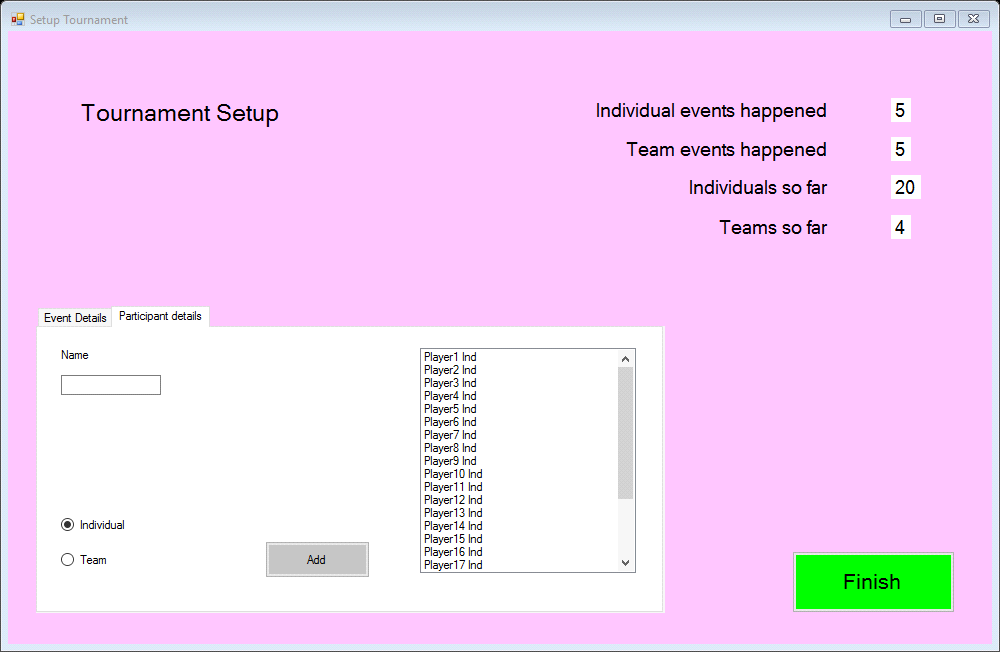 Setup Tournament
Tournament Setup
Individual events happened 5
Team events happened 5
Individuals so far 20
Teams so far 4
Event Details Participant details
Name
Player1 Ind
Player2 Ind
Player3 Ind
Player4 Ind
Player5 Ind
Player6 Ind
Player7 Ind
Player8 Ind
Player9 Ind
Player10 Ind
Player11 Ind
Player12 Ind
Player13 Ind
Player14 Ind
Player15 Ind
Player16 Ind
Player17 Ind
Individual
Team
Add
Finish